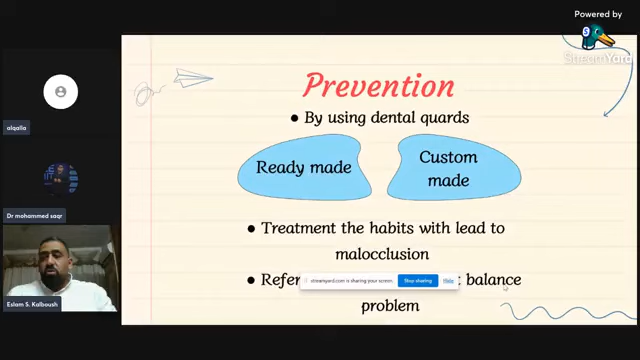 Powered by
StreamYard
Prevention
● By using dental quards
Ready made
Custom
made
● Treatment the habits with lead to
malocclusion
● Refer
balance
problem
streamyard.com is sharing your screen.
Stop sharing
Hide
alqalla
Dr mohammed saqr
Eslam S. Kalboush